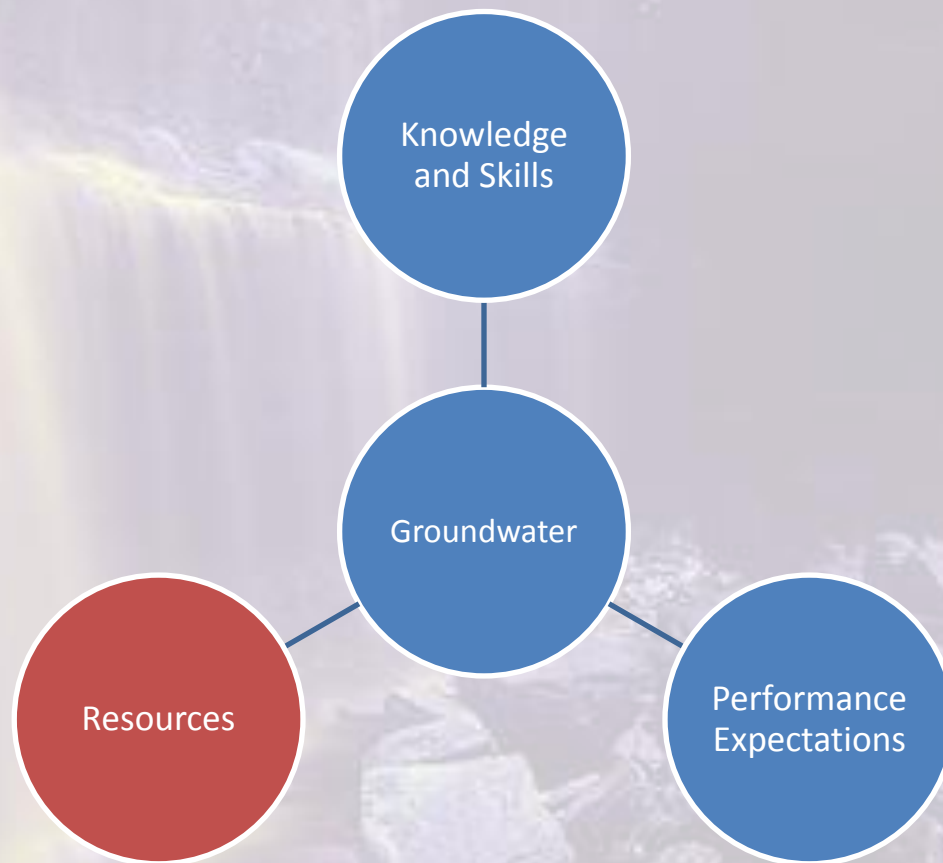 Knowledge
and Skills
Groundwater
Resources
Performance
Expectations